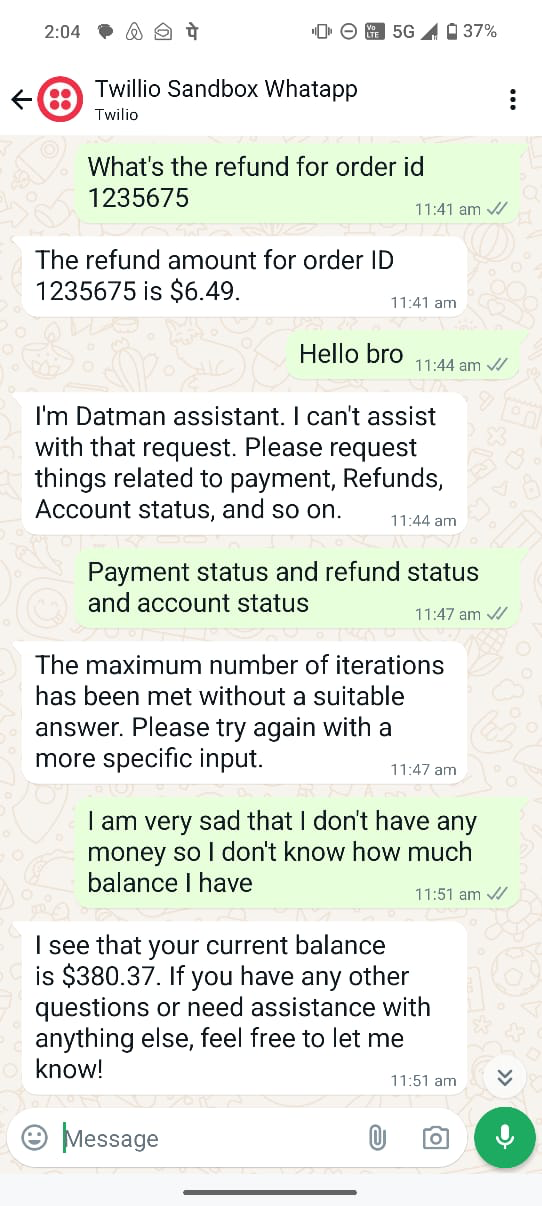 2:04 पे Vo LTE 5G 37%
Twillio Sandbox Whatapp
Twilio
What's the refund for order id
1235675
11:41 am
The refund amount for order ID
1235675 is $6.49.
11:41 am
Hello bro
11:44 am
I'm Datman assistant. I can't assist
with that request. Please request
things related to payment, Refunds,
Account status, and so on.
11:44 am
Payment status and refund status
and account status
11:47 am
The maximum number of iterations
has been met without a suitable
answer. Please try again with a
more specific input.
11:47 am
I am very sad that I don't have any
money so I don't know how much
balance I have
11:51 am
I see that your current balance
is $380.37. If you have any other
questions or need assistance with
anything else, feel free to let me
know!
11:51 am
Message